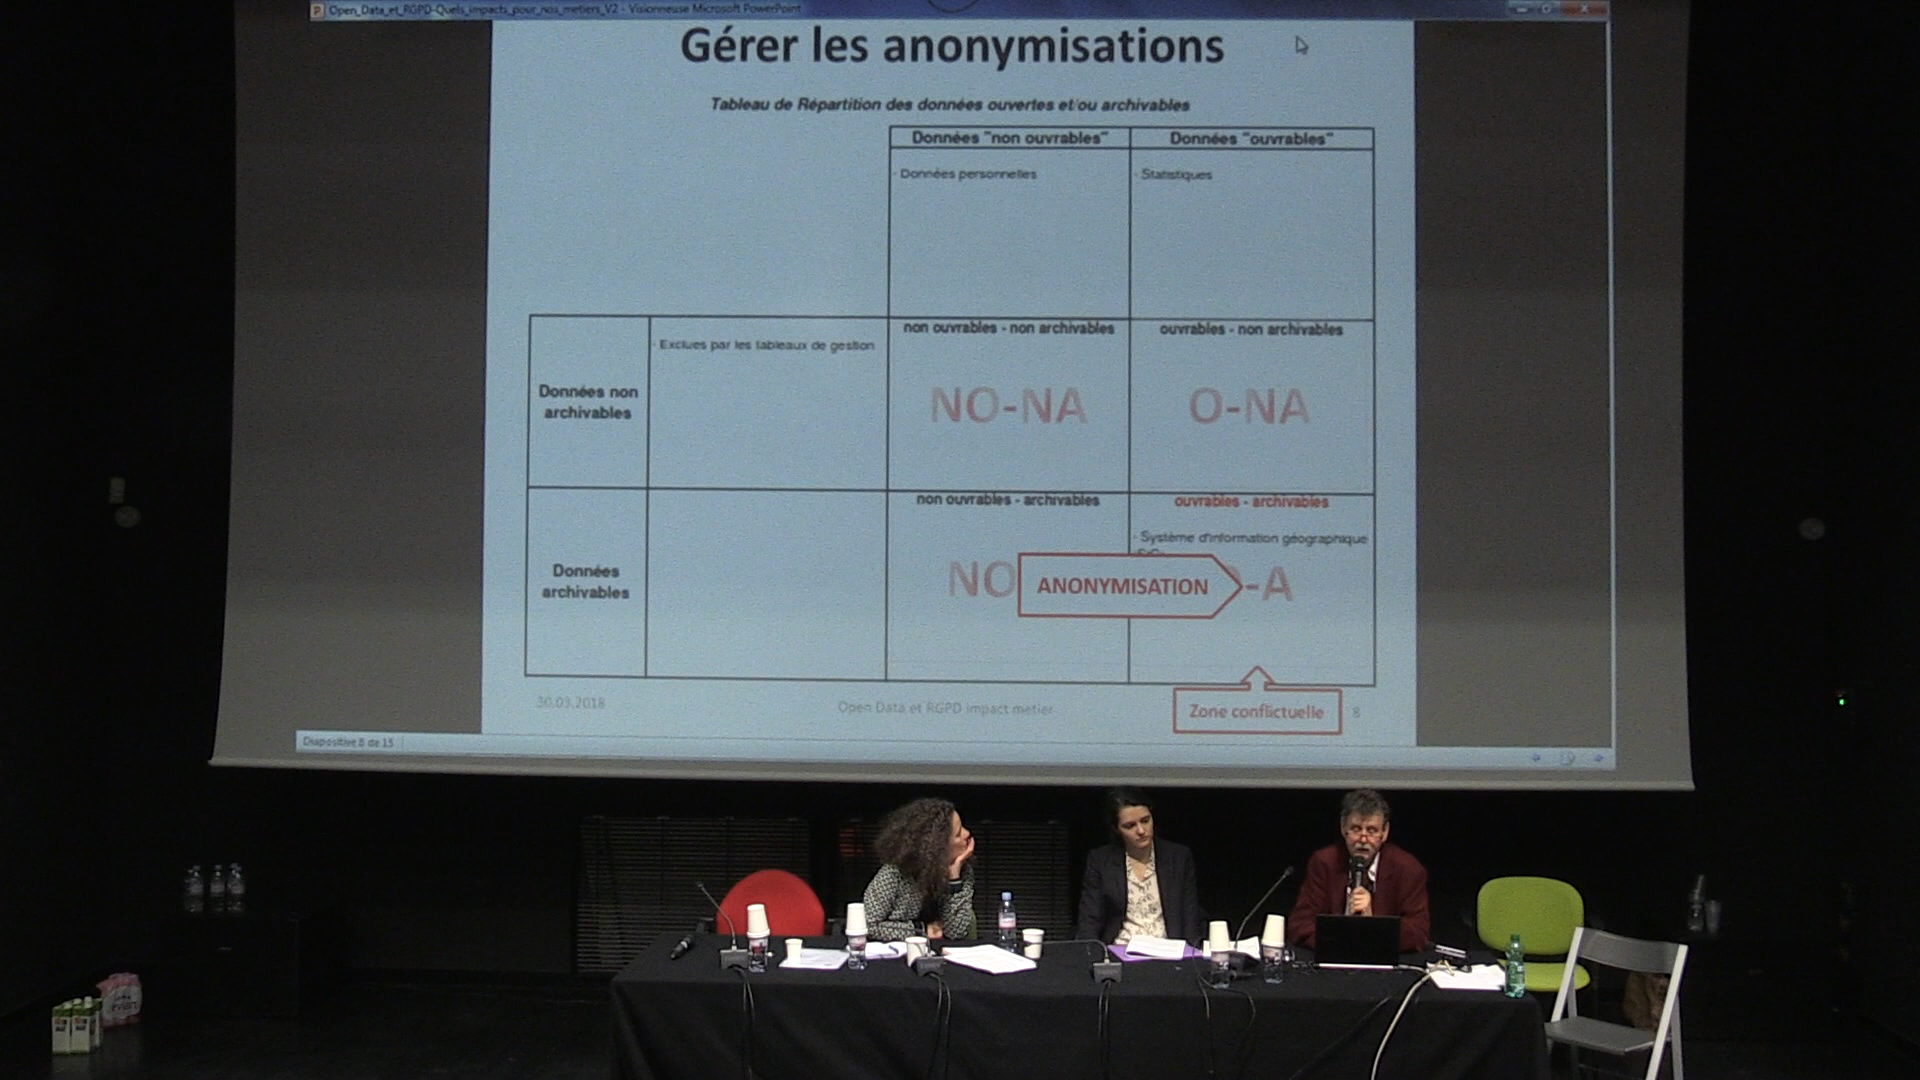 Open_Data_et_RGPD-Quels_impacts_pour_nos_metiers_V2 - Visionneuse Microsoft PowerPoint
Gérer les anonymisations
Tableau de Répartition des données ouvertes et/ou archivables
Données "non ouvrables"
Données "ouvrables"
- Données personnelles
- Statistiques
Données non
archivables
- Exclues par les tableaux de gestion
non ouvrables - non archivables
NO-NA
ouvrables - non archivables
O-NA
Données
archivables
non ouvrables - archivables
NO
ANONYMISATION
ouvrables - archivables
- Système d'information géographique
-A
Zone conflictuelle
30.03.2018
Open Data et RGPD impact metier
8
Diapositive 8 de 15